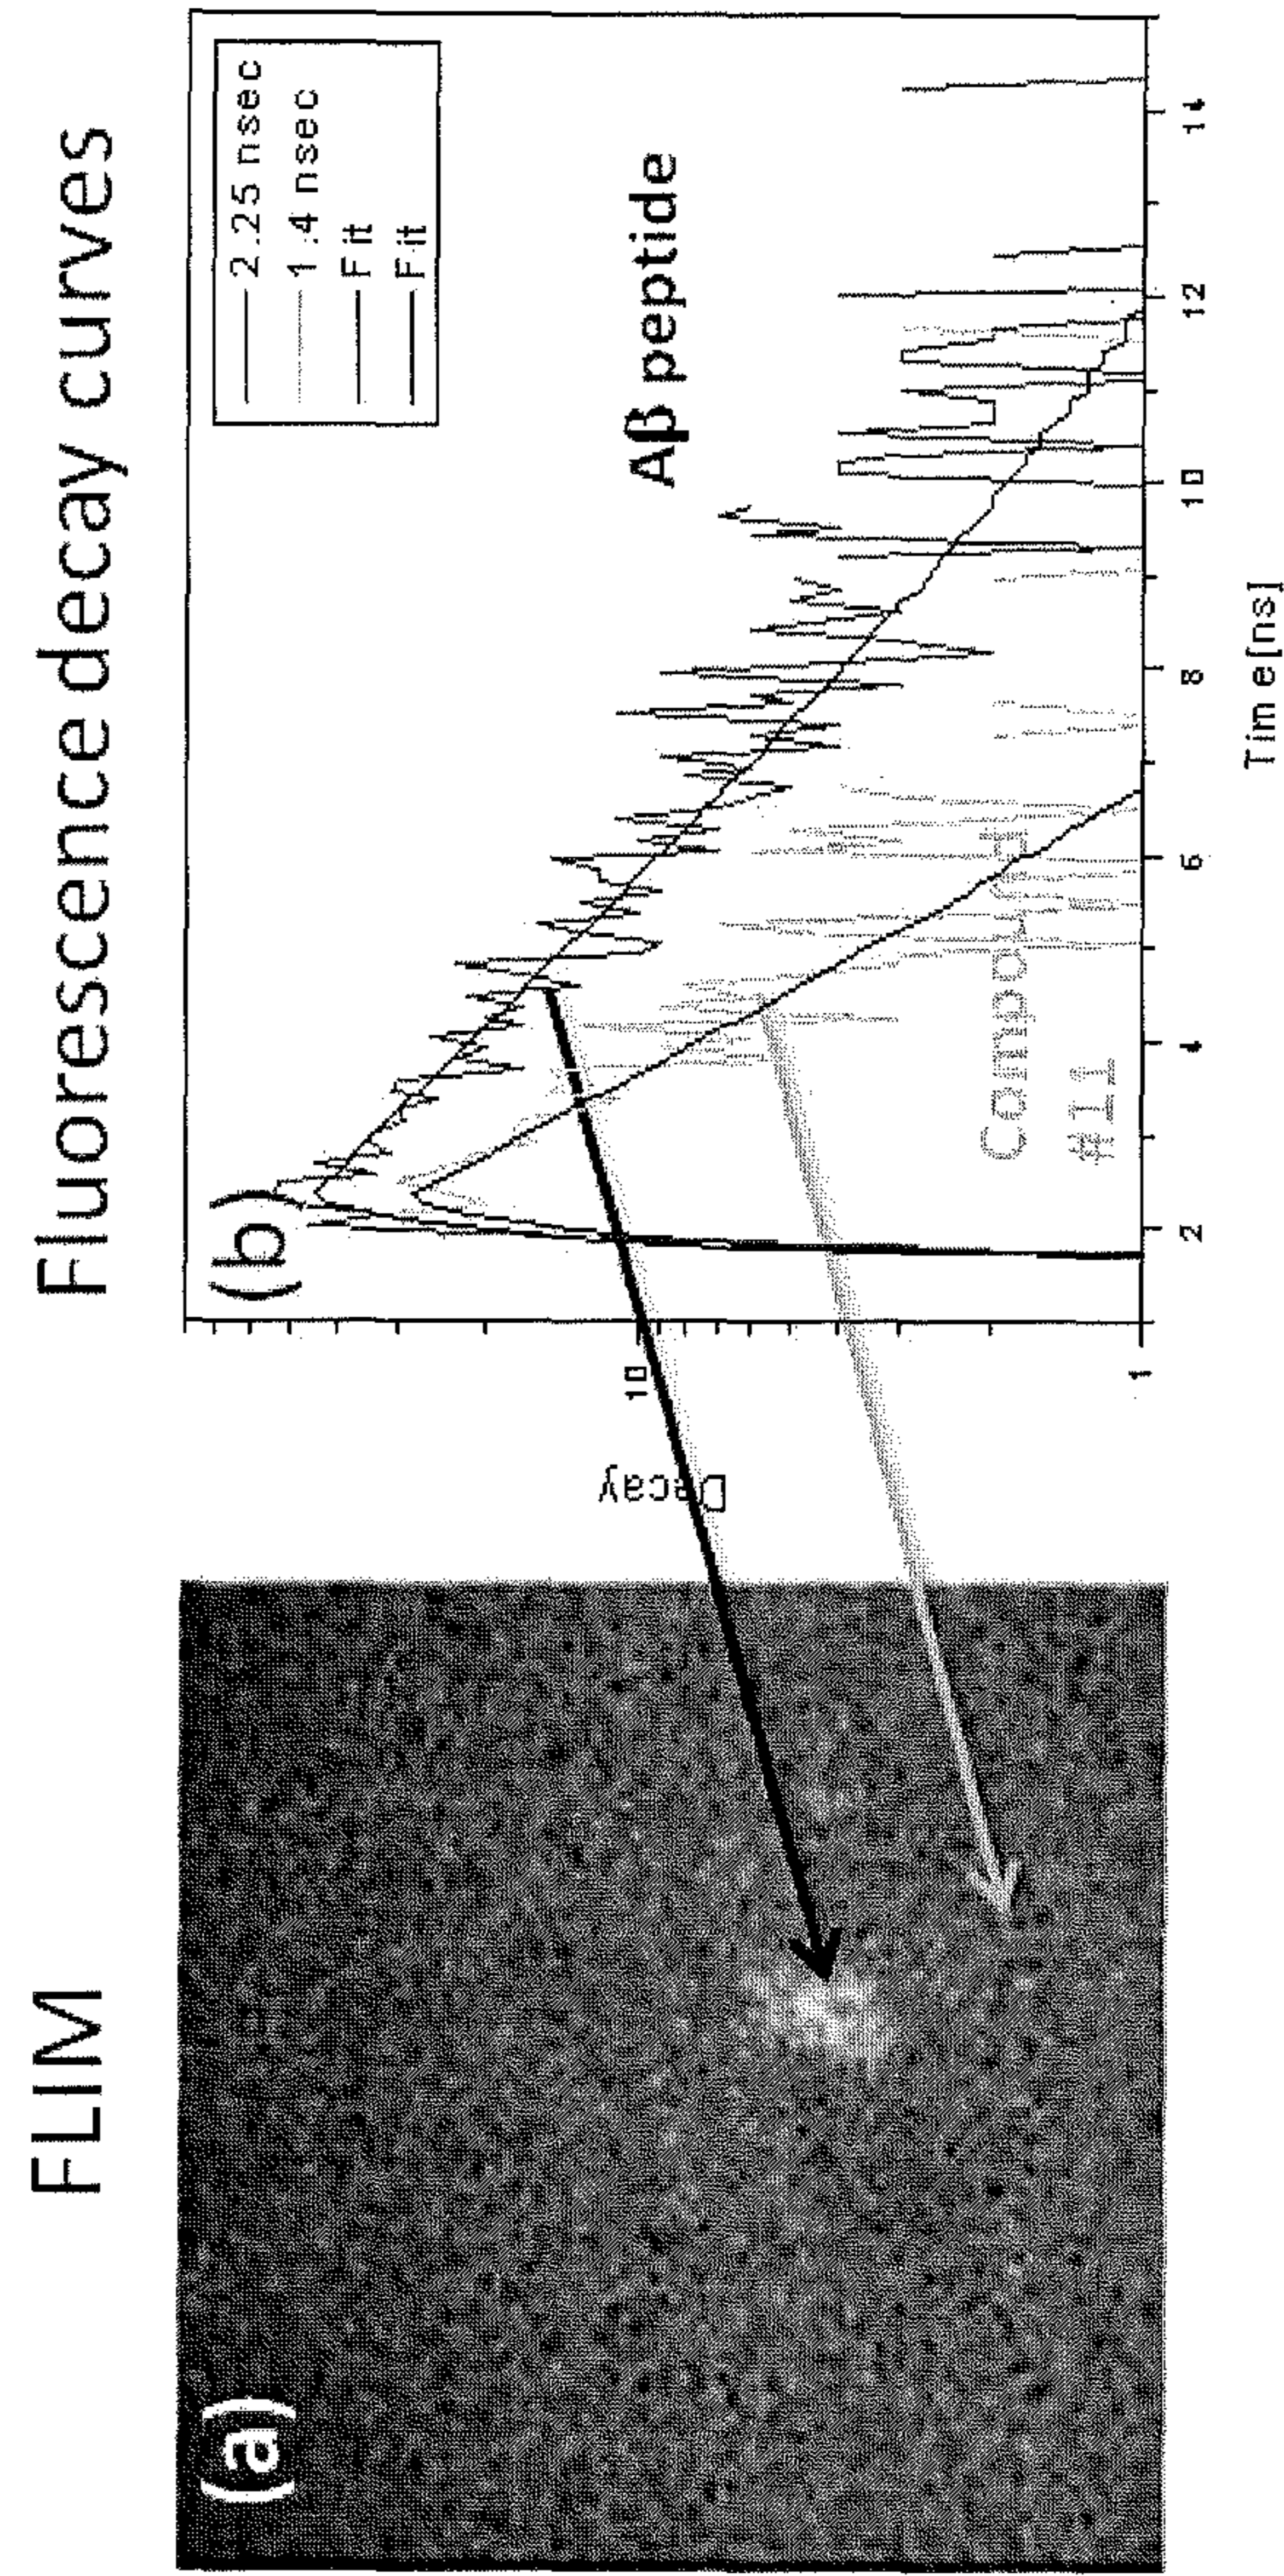 FLIM
Fluorescence decay curves
(a)
(b)
2.25 nsec
1.4 nsec
Fit
Fit
Aβ peptide
Compound
#11
Decay
10
1
2
4
6
8
10
12
14
Time[ns]